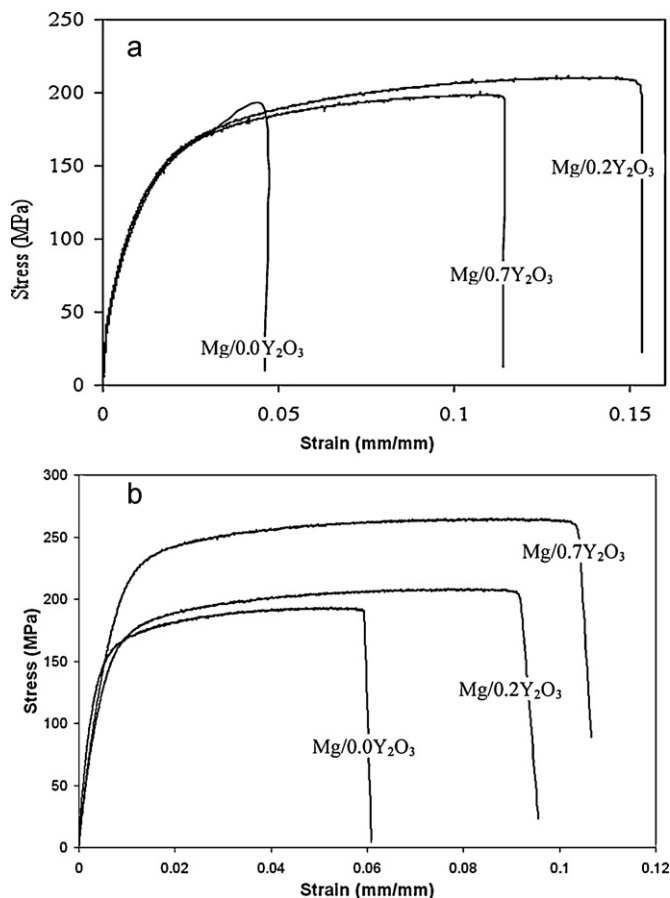 a
250
200
150
100
50
0
Stress (MPa)
Mg/0.2Y₂O₃
Mg/0.7Y₂O₃
Mg/0.0Y₂O₃
0 0.05 0.1 0.15
Strain (mm/mm)
b
300
250
200
150
100
50
0
Stress (MPa)
Mg/0.7Y₂O₃
Mg/0.2Y₂O₃
Mg/0.0Y₂O₃
0 0.02 0.04 0.06 0.08 0.1 0.12
Strain (mm/mm)